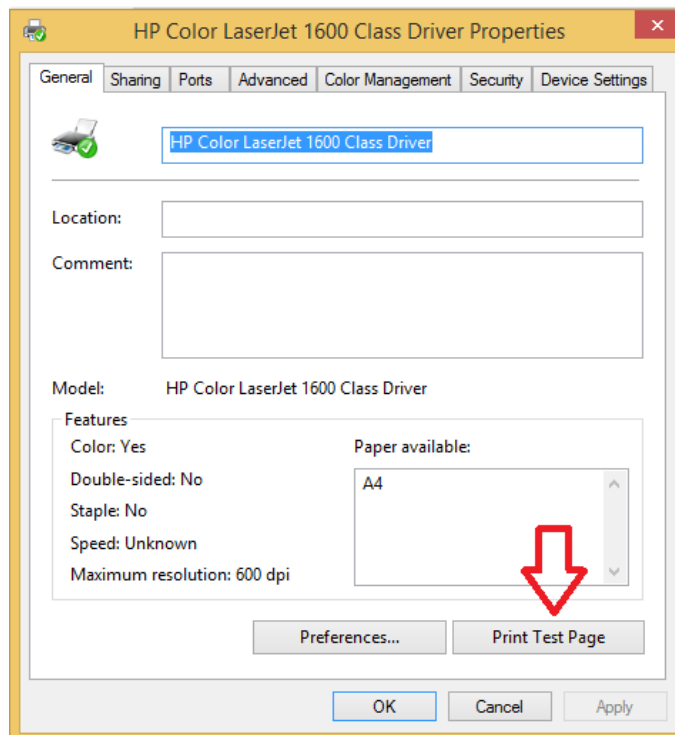 HP Color LaserJet 1600 Class Driver Properties
General Sharing Ports Advanced Color Management Security Device Settings
HP Color LaserJet 1600 Class Driver
Location:
Comment:
Model: HP Color LaserJet 1600 Class Driver
Features
Color: Yes Paper available:
Double-sided: No A4
Staple: No
Speed: Unknown
Maximum resolution: 600 dpi
Preferences... Print Test Page
OK Cancel Apply